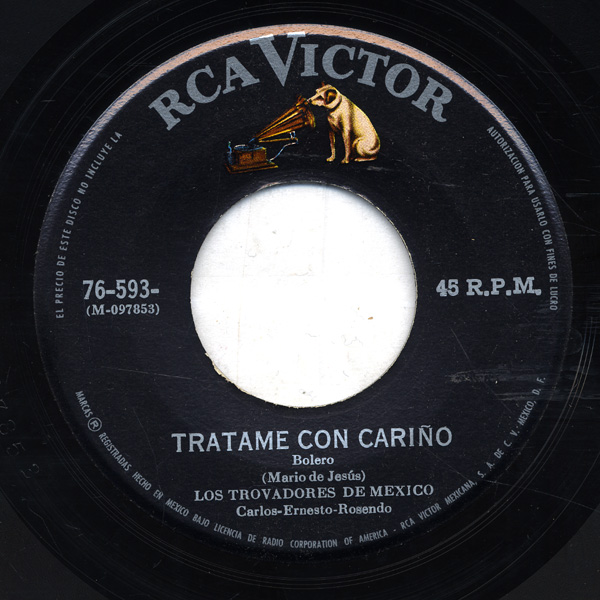 RCA VICTOR
EL PRECIO DE ESTE DISCO NO INCLUYE LA
AUTORIZACION PARA USARLO CON FINES DE LUCRO
76-593-
(M-097853)
45 R.P.M.
TRATAME CON CARIÑO
Bolero
(Mario de Jesús)
LOS TROVADORES DE MEXICO
Carlos-Ernesto-Rosendo
MARCAS ® REGISTRADAS HECHO EN MEXICO BAJO LICENCIA DE RADIO CORPORATION OF AMERICA - RCA VICTOR MEXICANA, S. A. DE C. V. MEXICO, D. F.